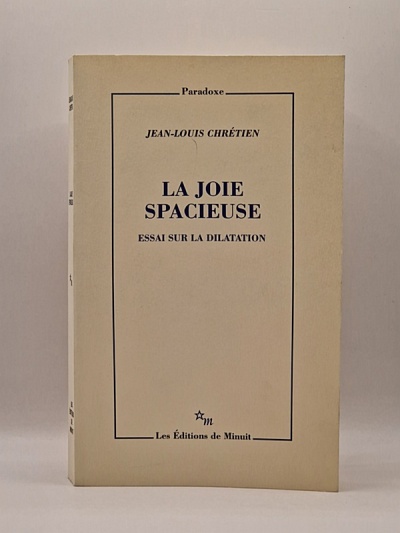 Paradoxe
JEAN-LOUIS CHRÉTIEN
LA JOIE
SPACIEUSE
ESSAI SUR LA DILATATION
m
Les Éditions de Minuit